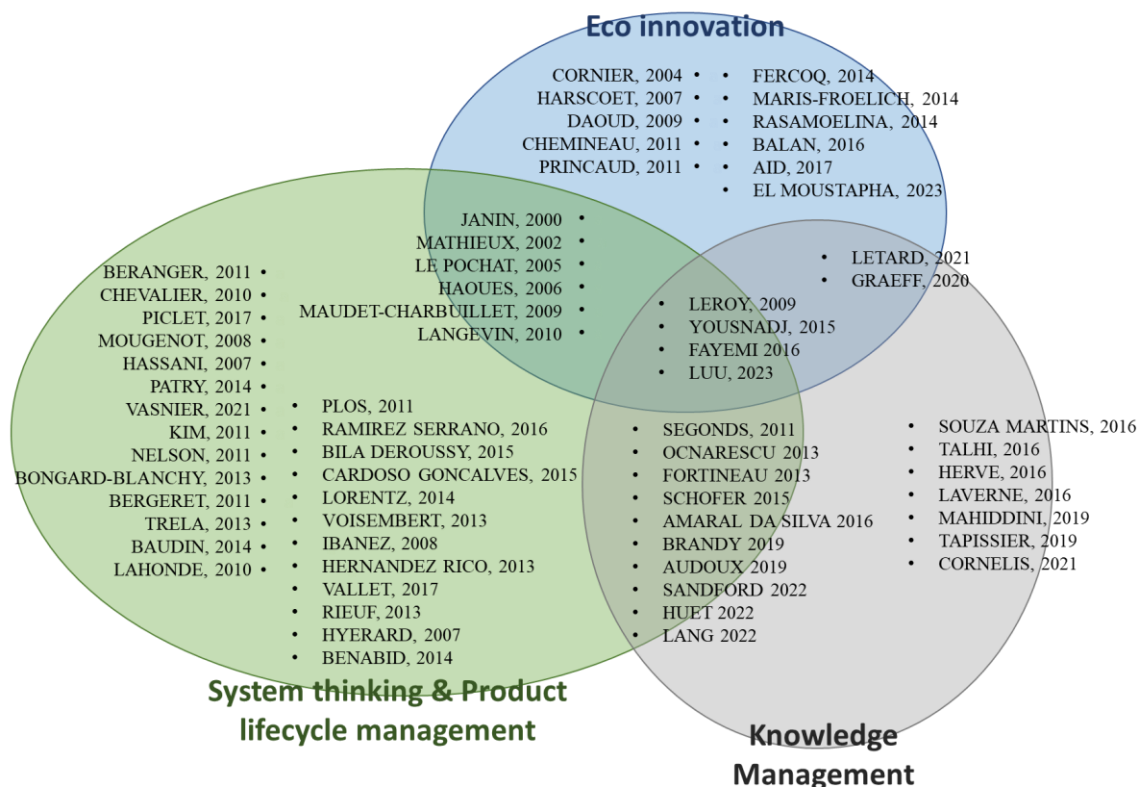 Eco innovation
CORNIER, 2004 •
HARSCOET, 2007 •
DAOUD, 2009 •
CHEMINEAU, 2011 •
PRINCAUD, 2011 •
• FERCOQ, 2014
• MARIS-FROELICH, 2014
• RASAMOELINA, 2014
• BALAN, 2016
• AID, 2017
• EL MOUSTAPHA, 2023
JANIN, 2000 •
MATHIEUX, 2002 •
LE POCHAT, 2005 •
HAOUES, 2006 •
MAUDET-CHARBUILLET, 2009 •
LANGEVIN, 2010 •
• LETARD, 2021
• GRAEFF, 2020
• LEROY, 2009
• YOUSNADJ, 2015
• FAYEMI 2016
• LUU, 2023
BERANGER, 2011 •
CHEVALIER, 2010 •
PICLET, 2017 •
MOUGENOT, 2008 •
HASSANI, 2007 •
PATRY, 2014 •
VASNIER, 2021 •
KIM, 2011 •
NELSON, 2011 •
BONGARD-BLANCHY, 2013 •
BERGERET, 2011 •
TRELA, 2013 •
BAUDIN, 2014 •
LAHONDE, 2010 •
• PLOS, 2011
• RAMIREZ SERRANO, 2016
• BILA DEROUSSY, 2015
• CARDOSO GONCALVES, 2015
• LORENTZ, 2014
• VOISEMBERT, 2013
• IBANEZ, 2008
• HERNANDEZ RICO, 2013
• VALLET, 2017
• RIEUF, 2013
• HYERARD, 2007
• BENABID, 2014
• SEGONDS, 2011
• OCNARESCU 2013
• FORTINEAU 2013
• SCHOFER 2015
• AMARAL DA SILVA 2016
• BRANDY 2019
• AUDOUX 2019
• SANDFORD 2022
• HUET 2022
• LANG 2022
• SOUZA MARTINS, 2016
• TALHI, 2016
• HERVE, 2016
• LAVERNE, 2016
• MAHIDDINI, 2019
• TAPISSIER, 2019
• CORNELIS, 2021
System thinking & Product
lifecycle management
Knowledge
Management